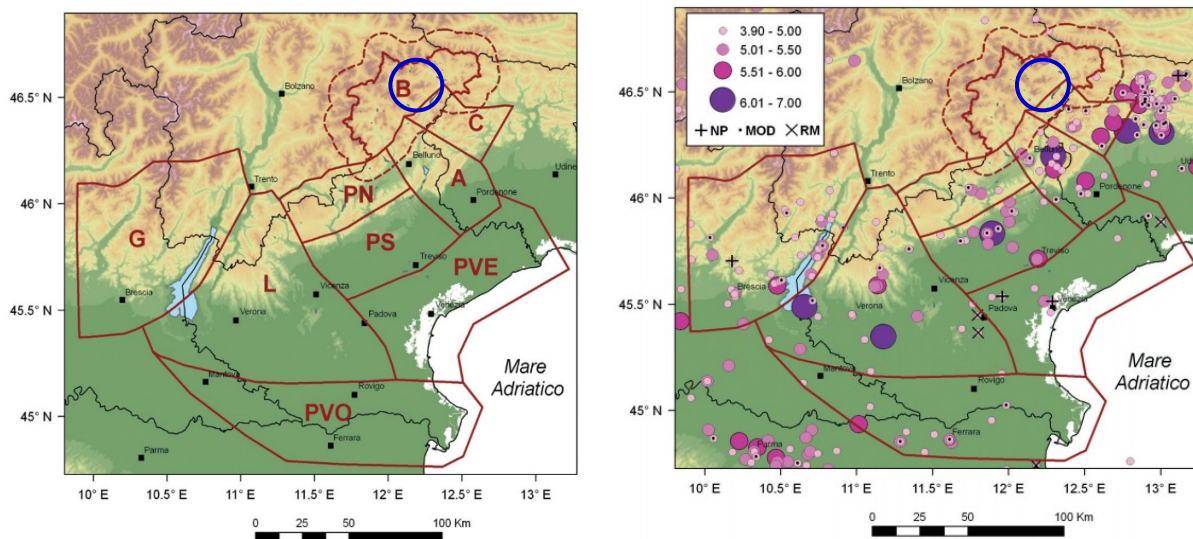 46.5° N
46° N
45.5° N
45° N
10° E
10.5° E
11° E
11.5° E
12° E
12.5° E
13° E
Bolzano
B
C
Belluno
Trento
A
Udine
PN
Pordenone
G
PS
Treviso
PVE
L
Brescia
Vicenza
Venezia
Verona
Padova
Mare
Adriatico
Mantova
Rovigo
PVO
Ferrara
Parma
0 25 50 100 Km
3.90 - 5.00
5.01 - 5.50
5.51 - 6.00
6.01 - 7.00
NP MOD RM
46.5° N
46° N
45.5° N
45° N
10° E
10.5° E
11° E
11.5° E
12° E
12.5° E
13° E
Bolzano
Belluno
Trento
Pordenone
Treviso
Brescia
Vicenza
Venezia
Verona
Padova
Mare
Adriatico
Mantova
Rovigo
Ferrara
Parma
0 25 50 100 Km